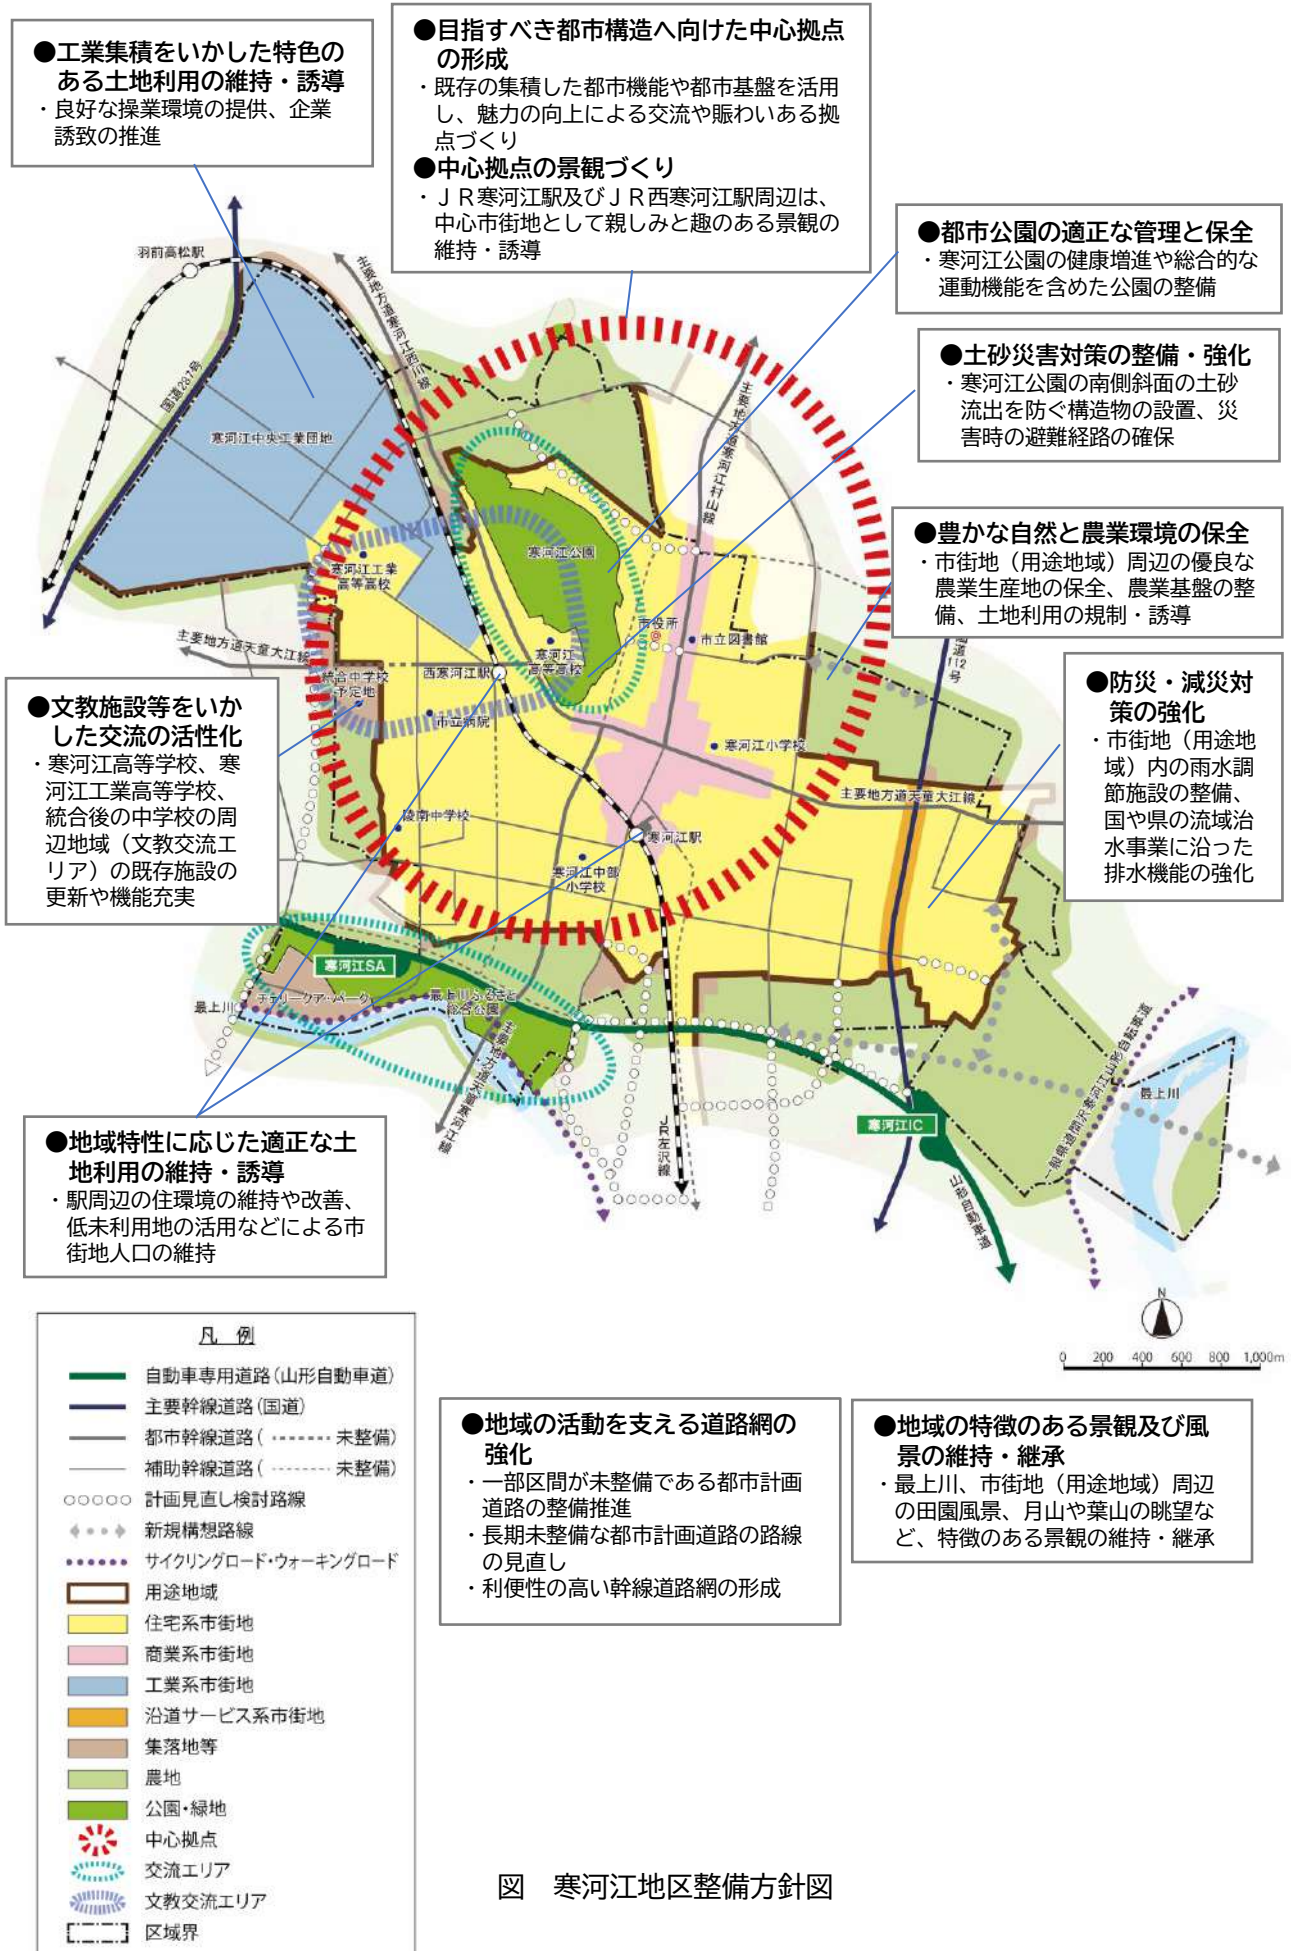 ●工業集積をいかした特色の
ある土地利用の維持・誘導
・良好な操業環境の提供、企業
誘致の推進
●目指すべき都市構造へ向けた中心拠点
の形成
・既存の集積した都市機能や都市基盤を活用
し、魅力の向上による交流や賑わいある拠
点づくり
●中心拠点の景観づくり
・ＪＲ寒河江駅及びＪＲ西寒河江駅周辺は、
中心市街地として親しみと趣のある景観の
維持・誘導
●都市公園の適正な管理と保全
・寒河江公園の健康増進や総合的な
運動機能を含めた公園の整備
●土砂災害対策の整備・強化
・寒河江公園の南側斜面の土砂
流出を防ぐ構造物の設置、災
害時の避難経路の確保
●豊かな自然と農業環境の保全
・市街地（用途地域）周辺の優良な
農業生産地の保全、農業基盤の整
備、土地利用の規制・誘導
●防災・減災対
策の強化
・市街地（用途地
域）内の雨水調
節施設の整備、
国や県の流域治
水事業に沿った
排水機能の強化
●文教施設等をいか
した交流の活性化
・寒河江高等学校、寒
河江工業高等学校、
統合後の中学校の周
辺地域（文教交流エ
リア）の既存施設の
更新や機能充実
●地域特性に応じた適正な土
地利用の維持・誘導
・駅周辺の住環境の維持や改善、
低未利用地の活用などによる市
街地人口の維持
羽前高松駅
主要地方道寒河江西川線
国道287号
寒河江中央工業団地
主要地方道寒河江村山線
寒河江公園
寒河江工業
高等高校
市役所
市立図書館
寒河江
高等高校
主要地方道天童大江線
西寒河江駅
統合中学校
予定地
市立病院
道112号
寒河江小学校
主要地方道天童大江線
陵南中学校
寒河江駅
寒河江中部
小学校
寒河江SA
チェリークア・パーク
最上川ふるさと
総合公園
最上川
主要地方道天童寒河江線
JR左沢線
寒河江IC
山形自動車道
一般県道間沢寒河江山形自転車道
最上川
N
0 200 400 600 800 1,000m
凡 例
自動車専用道路(山形自動車道)
主要幹線道路(国道)
都市幹線道路( 未整備)
補助幹線道路( 未整備)
計画見直し検討路線
新規構想路線
サイクリングロード・ウォーキングロード
用途地域
住宅系市街地
商業系市街地
工業系市街地
沿道サービス系市街地
集落地等
農地
公園・緑地
中心拠点
交流エリア
文教交流エリア
区域界
●地域の活動を支える道路網の
強化
・一部区間が未整備である都市計画
道路の整備推進
・長期未整備な都市計画道路の路線
の見直し
・利便性の高い幹線道路網の形成
●地域の特徴のある景観及び風
景の維持・継承
・最上川、市街地（用途地域）周辺
の田園風景、月山や葉山の眺望な
ど、特徴のある景観の維持・継承
図 寒河江地区整備方針図